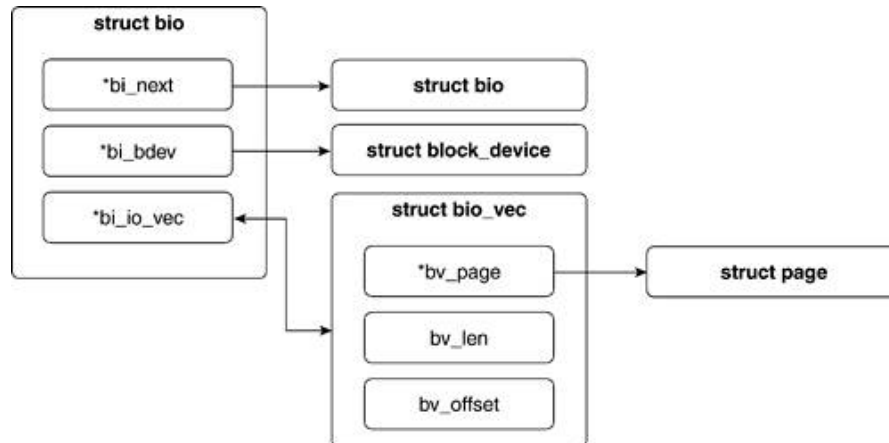 struct bio
*bi_next
struct bio
*bi_bdev
struct block_device
*bi_io_vec
struct bio_vec
*bv_page
struct page
bv_len
bv_offset